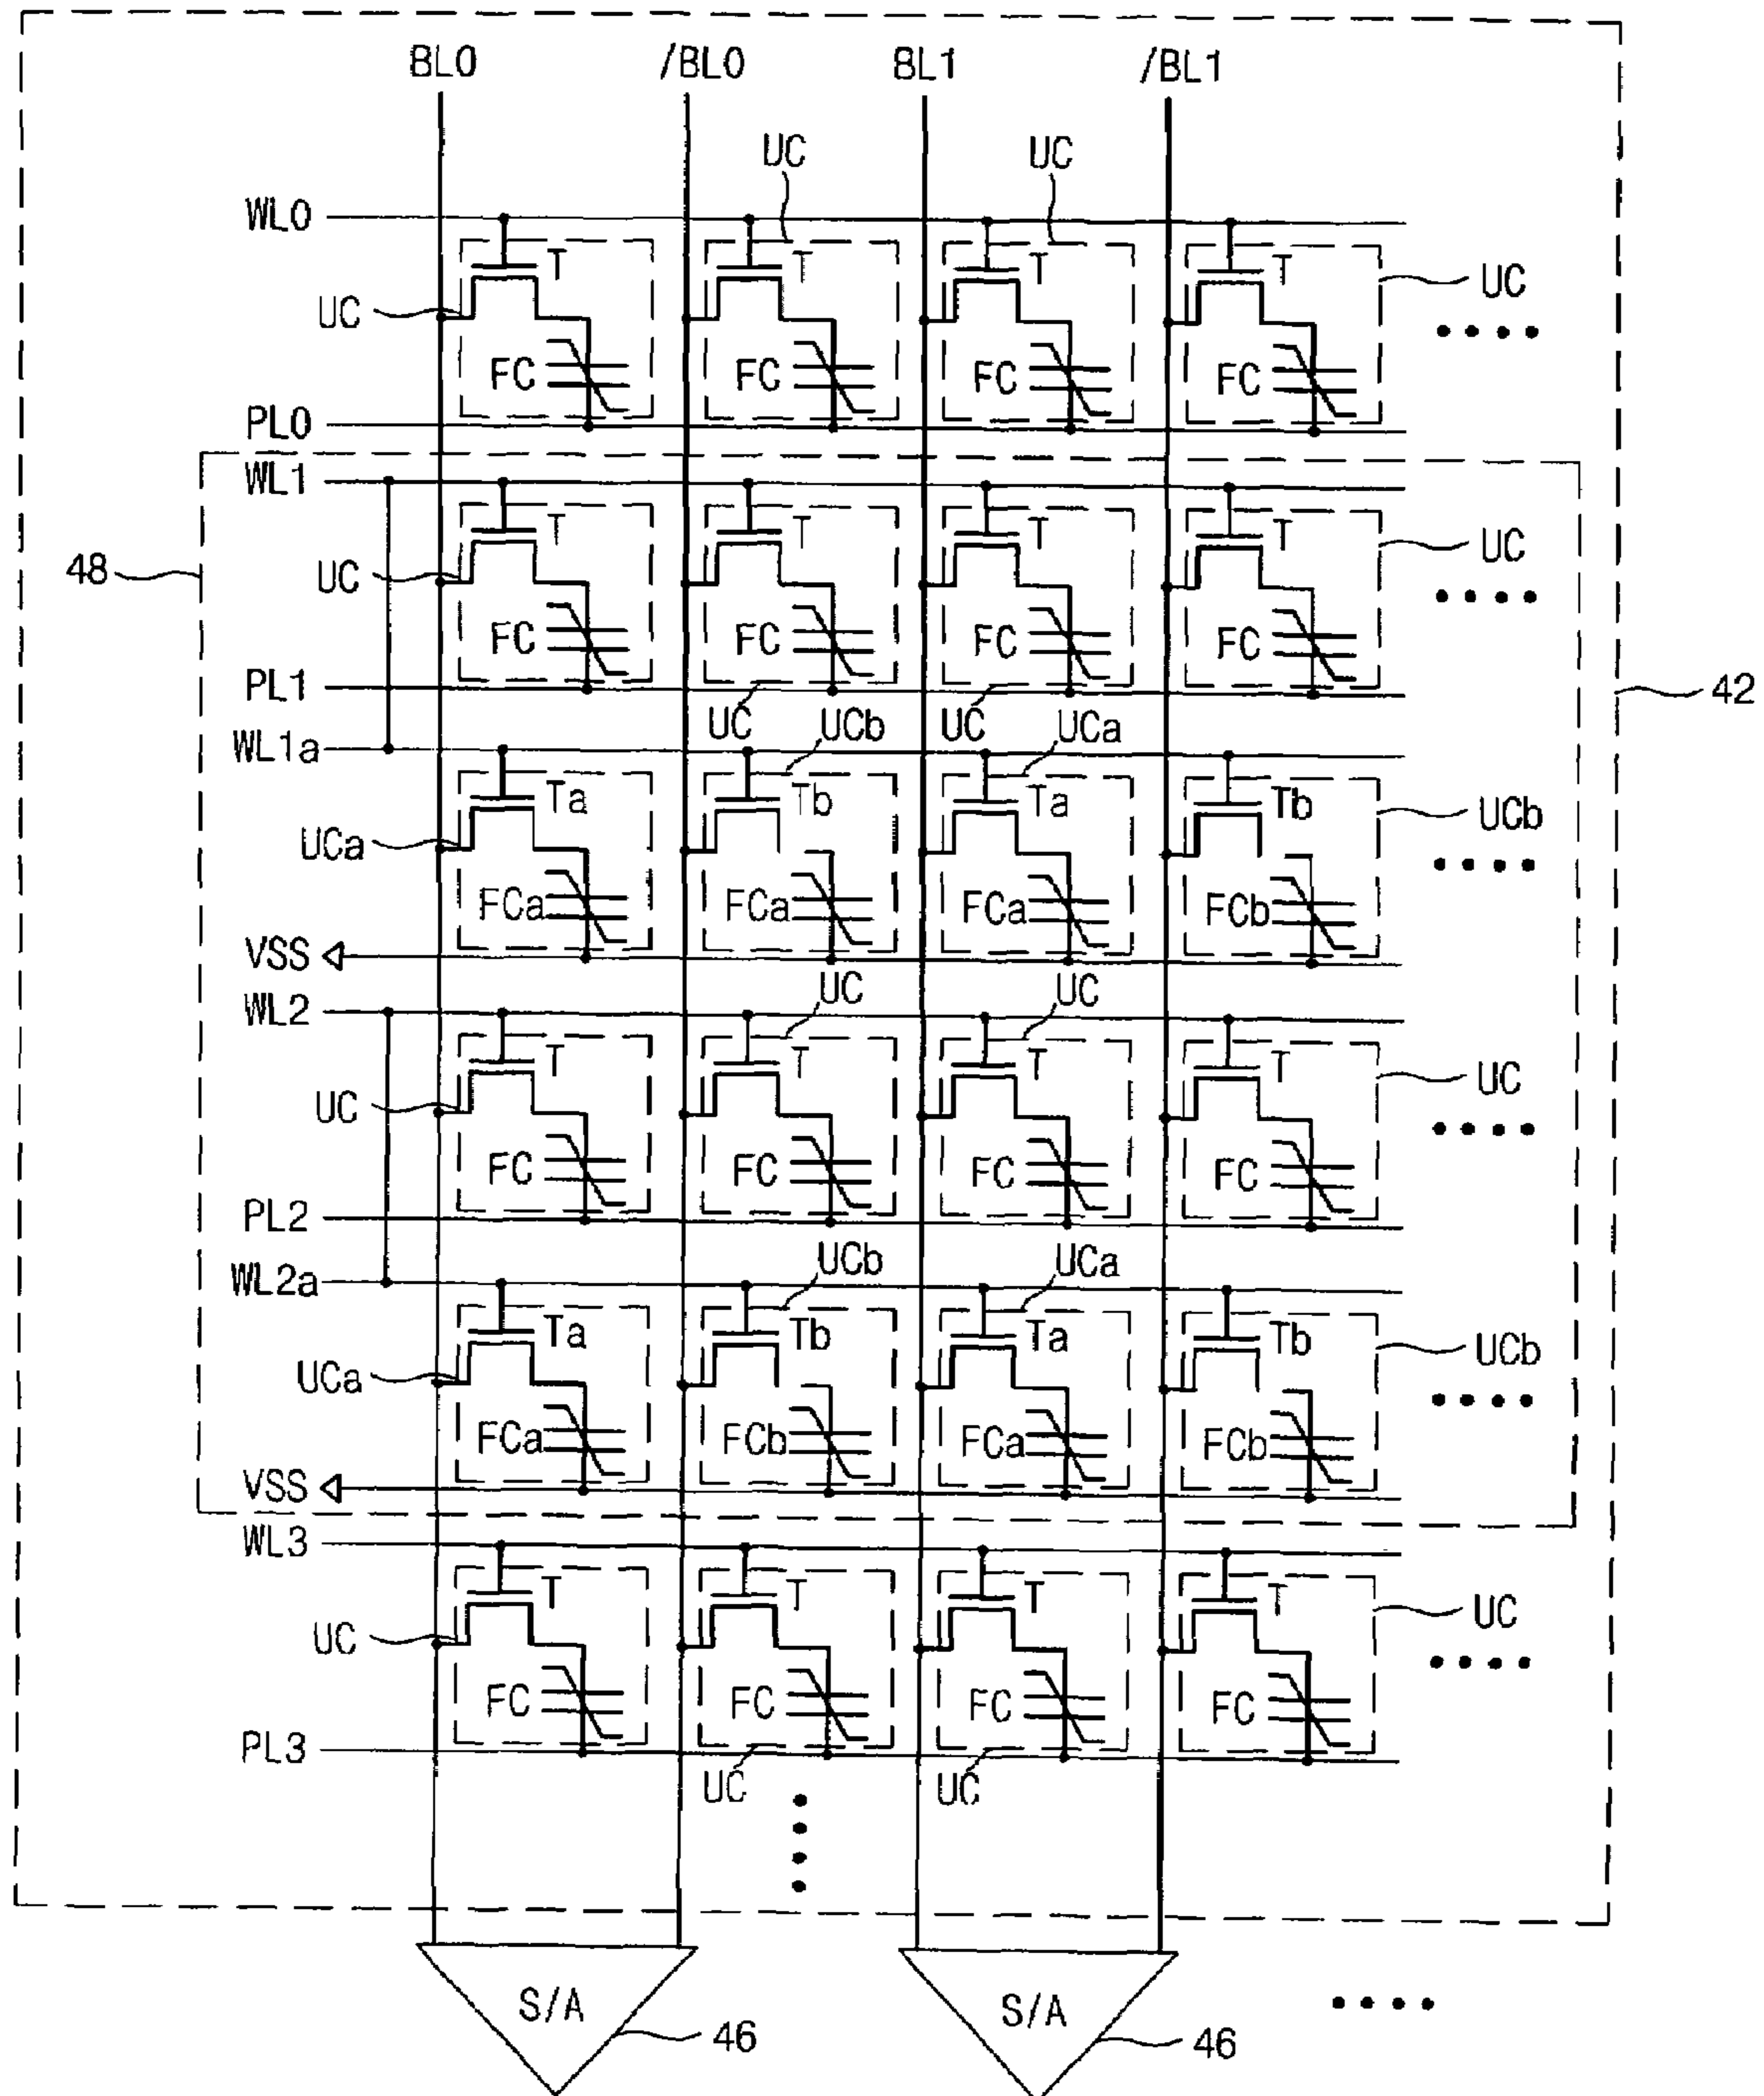 BL0 /BL0 BL1 /BL1
UC UC
WL0
T T T T
UC UC
FC FC FC FC
PL0
WL1
T T T T
48 UC UC
FC FC FC FC
PL1 42
UC UCb UC UCa
WL1a
Ta Tb Ta Tb
UCa UCb
FCa FCa FCa FCb
VSS
UC UC
WL2
T T T T
UC UC
FC FC FC FC
PL2
UCb UCa
WL2a
Ta Tb Ta Tb
UCa UCb
FCa FCb FCa FCb
VSS
WL3
T T T T
UC UC
FC FC FC FC
PL3
UC UC
S/A S/A
46 46